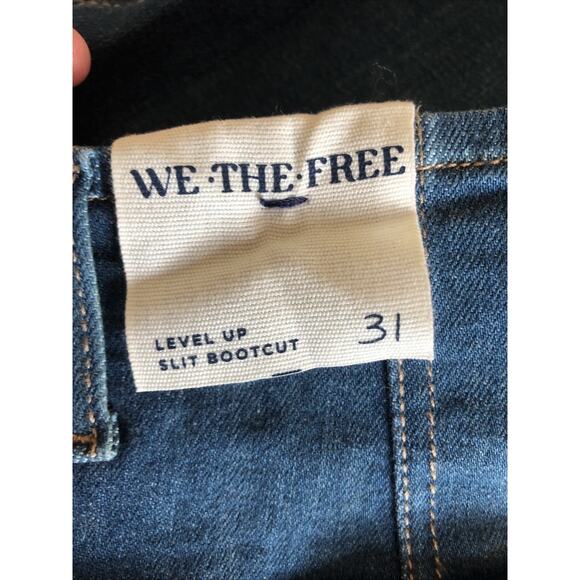 WE·THE·FREE
LEVEL UP
SLIT BOOTCUT
31